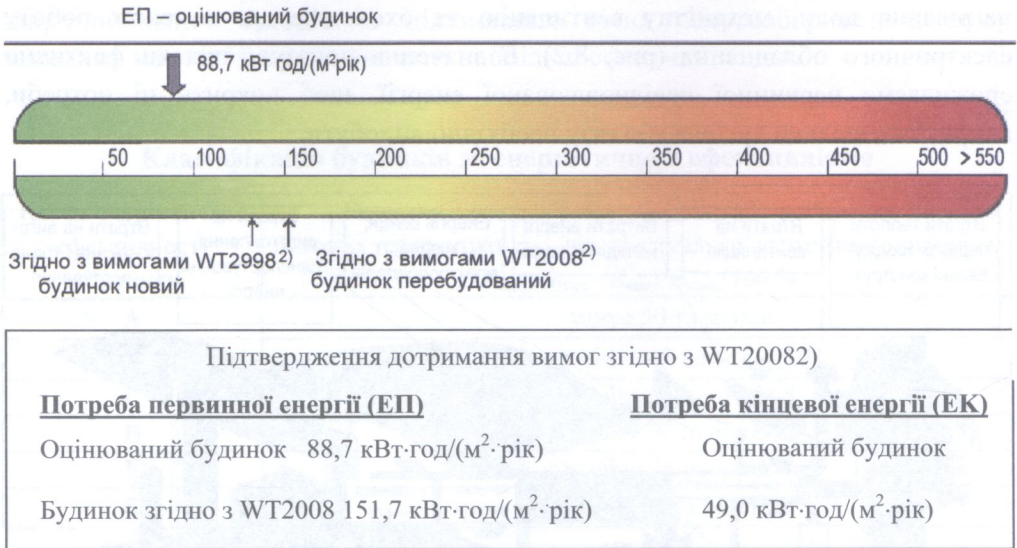 ЕП – оцінюваний будинок
88,7 кВт год/(м²рік)
50 100 150 200 250 300 350 400 450 500 >550
Згідно з вимогами WT2998²⁾
будинок новий
Згідно з вимогами WT2008²⁾
будинок перебудований
Підтвердження дотримання вимог згідно з WT20082)
Потреба первинної енергії (ЕП)
Потреба кінцевої енергії (ЕК)
Оцінюваний будинок 88,7 кВт·год/(м²·рік)
Оцінюваний будинок
Будинок згідно з WT2008 151,7 кВт·год/(м²·рік)
49,0 кВт·год/(м²·рік)